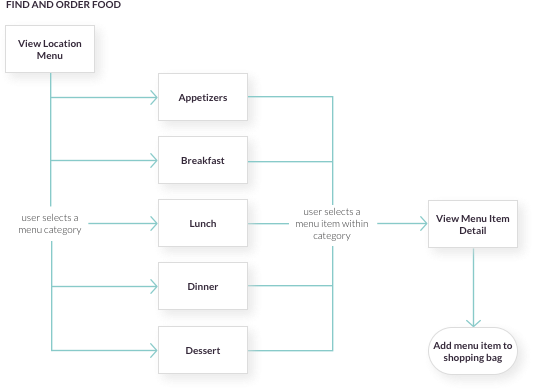 FIND AND ORDER FOOD
View Location
Menu
Appetizers
Breakfast
user selects a
menu category
Lunch
user selects a
menu item within
category
View Menu Item
Detail
Dinner
Dessert
Add menu item to
shopping bag